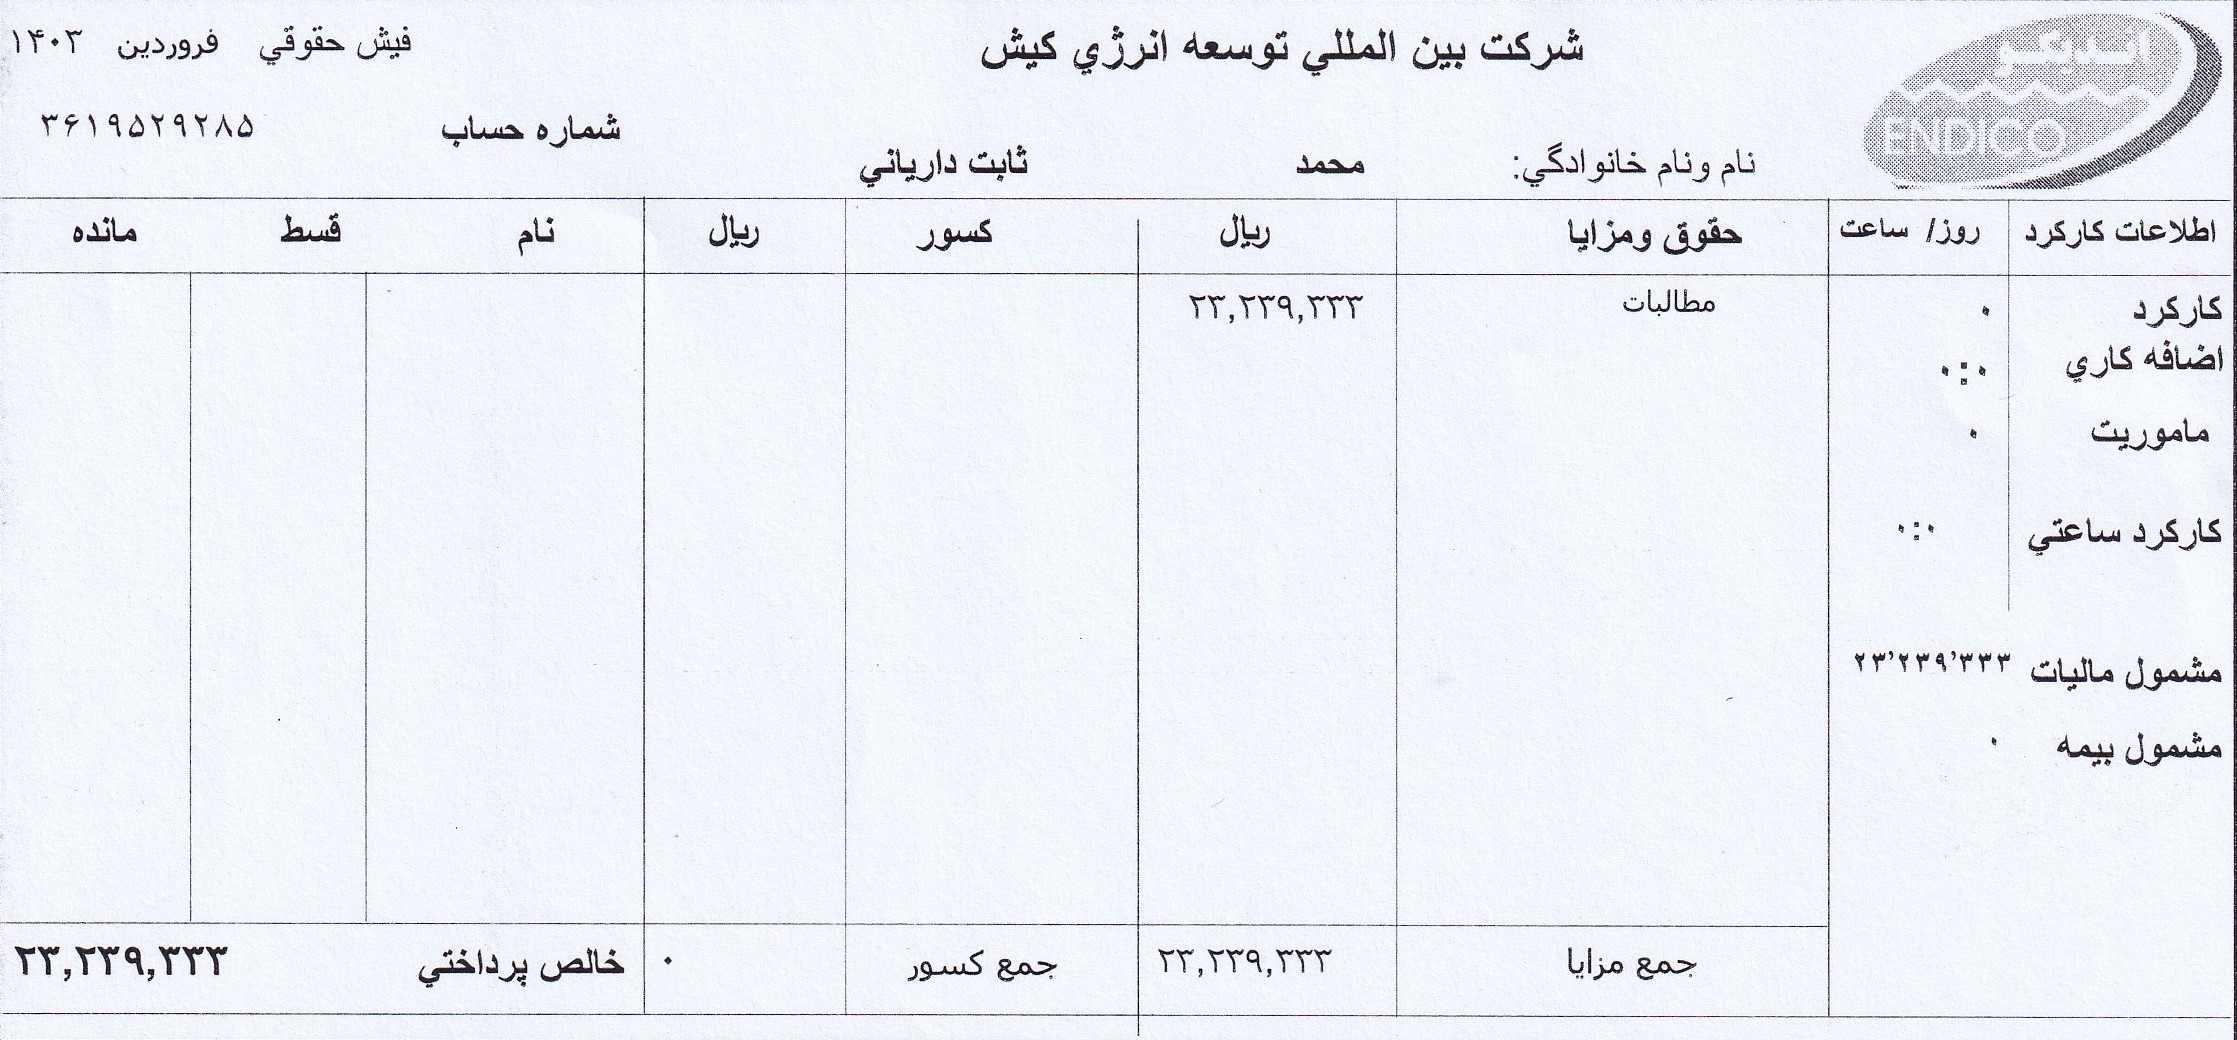 اندیکو
ENDICO
شركت بين المللي توسعه انرژي كيش
فيش حقوقي فروردين ۱۴۰۳
شماره حساب ۳۶۱۹۵۲۹۲۸۵
نام ونام خانوادگي: محمد ثابت دارياني
اطلاعات كاركرد روز/ ساعت حقوق ومزايا ريال كسور ريال نام قسط مانده
كاركرد ۰ مطالبات ۲۳,۲۳۹,۳۳۳
اضافه كاري ۰:۰
ماموريت ۰
كاركرد ساعتي ۰:۰
مشمول ماليات ۲۳٬۲۳۹٬۳۳۳
مشمول بيمه ۰
جمع مزايا ۲۳,۲۳۹,۳۳۳ جمع كسور ۰ خالص پرداختي ۲۳,۲۳۹,۳۳۳